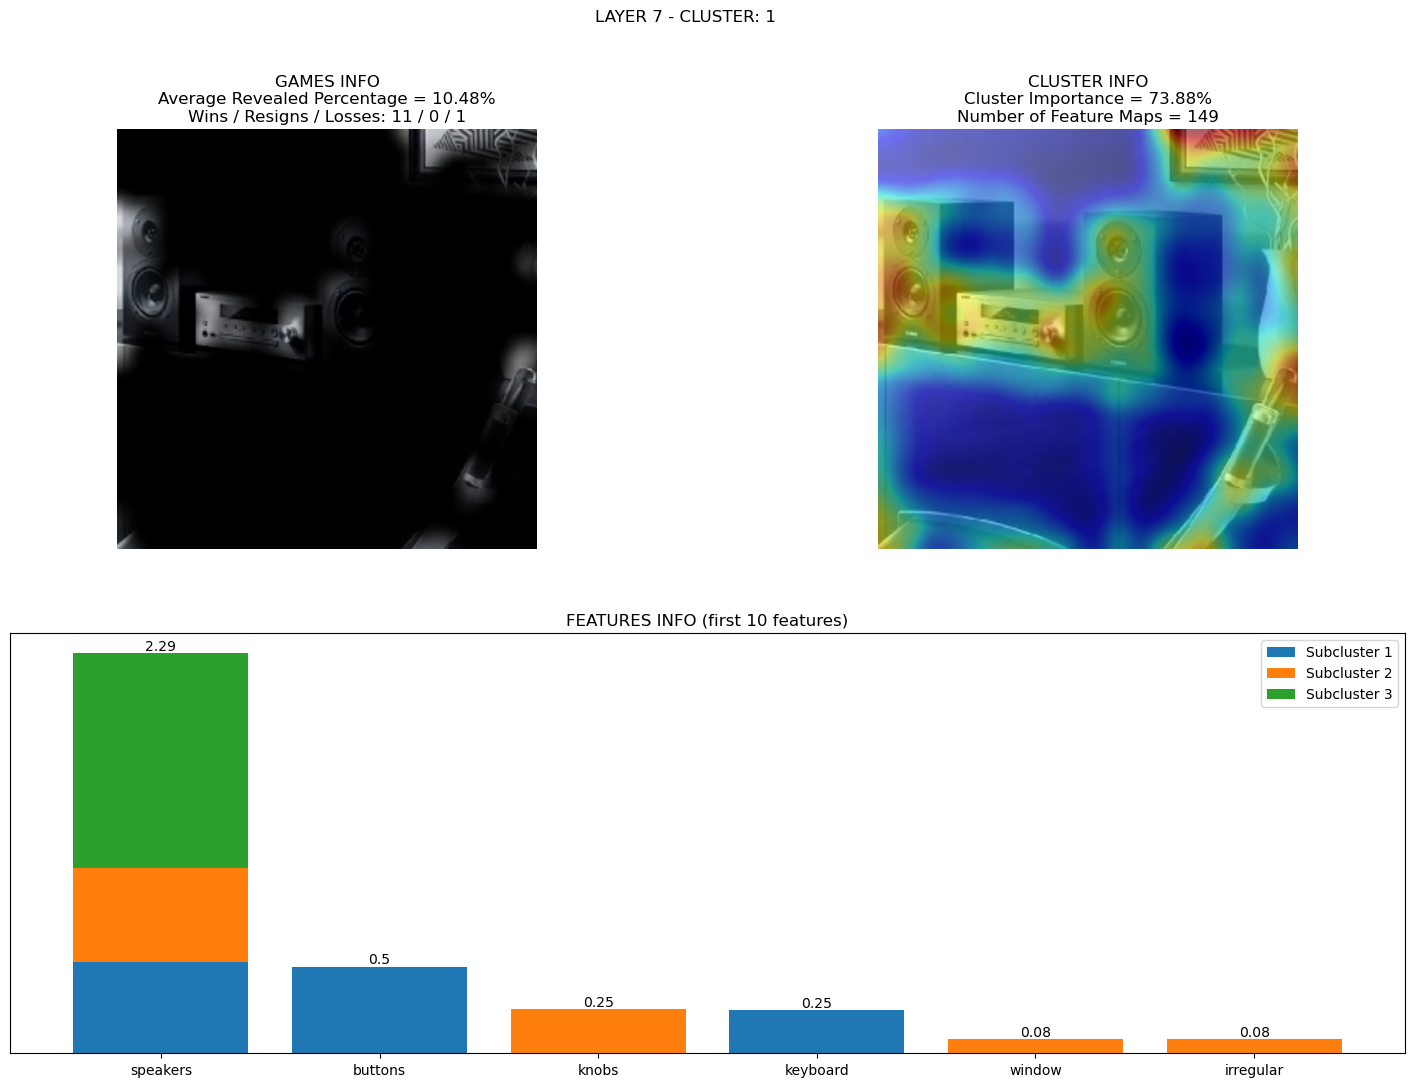 LAYER 7 - CLUSTER: 1
GAMES INFO
Average Revealed Percentage = 10.48%
Wins / Resigns / Losses: 11 / 0 / 1
CLUSTER INFO
Cluster Importance = 73.88%
Number of Feature Maps = 149
FEATURES INFO (first 10 features)
2.29
0.5
0.25
0.25
0.08
0.08
Subcluster 1
Subcluster 2
Subcluster 3
speakers
buttons
knobs
keyboard
window
irregular